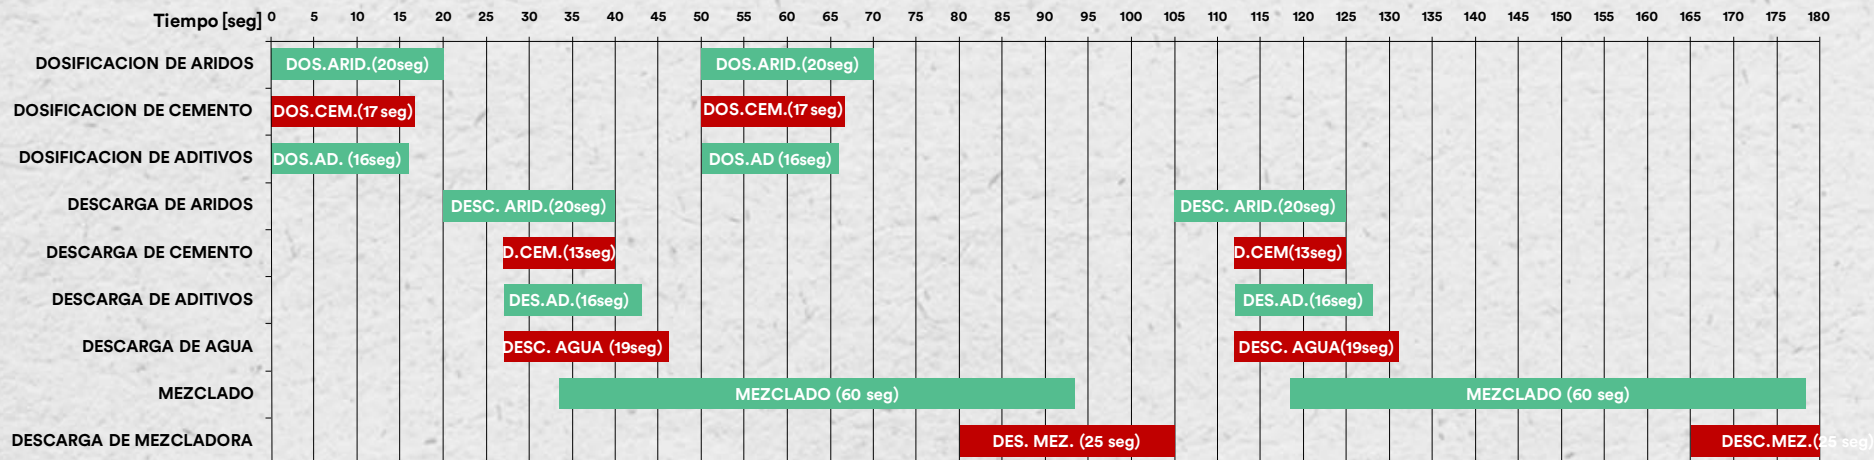 Tiempo [seg] 0 5 10 15 20 25 30 35 40 45 50 55 60 65 70 75 80 85 90 95 100 105 110 115 120 125 130 135 140 145 150 155 160 165 170 175 180
DOSIFICACION DE ARIDOS DOS.ARID.(20seg) DOS.ARID.(20seg)
DOSIFICACION DE CEMENTO DOS.CEM.(17 seg) DOS.CEM.(17 seg)
DOSIFICACION DE ADITIVOS DOS.AD. (16seg) DOS.AD (16seg)
DESCARGA DE ARIDOS DESC. ARID.(20seg) DESC. ARID.(20seg)
DESCARGA DE CEMENTO D.CEM.(13seg) D.CEM(13seg)
DESCARGA DE ADITIVOS DES.AD.(16seg) DES.AD.(16seg)
DESCARGA DE AGUA DESC. AGUA (19seg) DESC. AGUA(19seg)
MEZCLADO MEZCLADO (60 seg) MEZCLADO (60 seg)
DESCARGA DE MEZCLADORA DES. MEZ. (25 seg) DESC.MEZ.(25 seg)